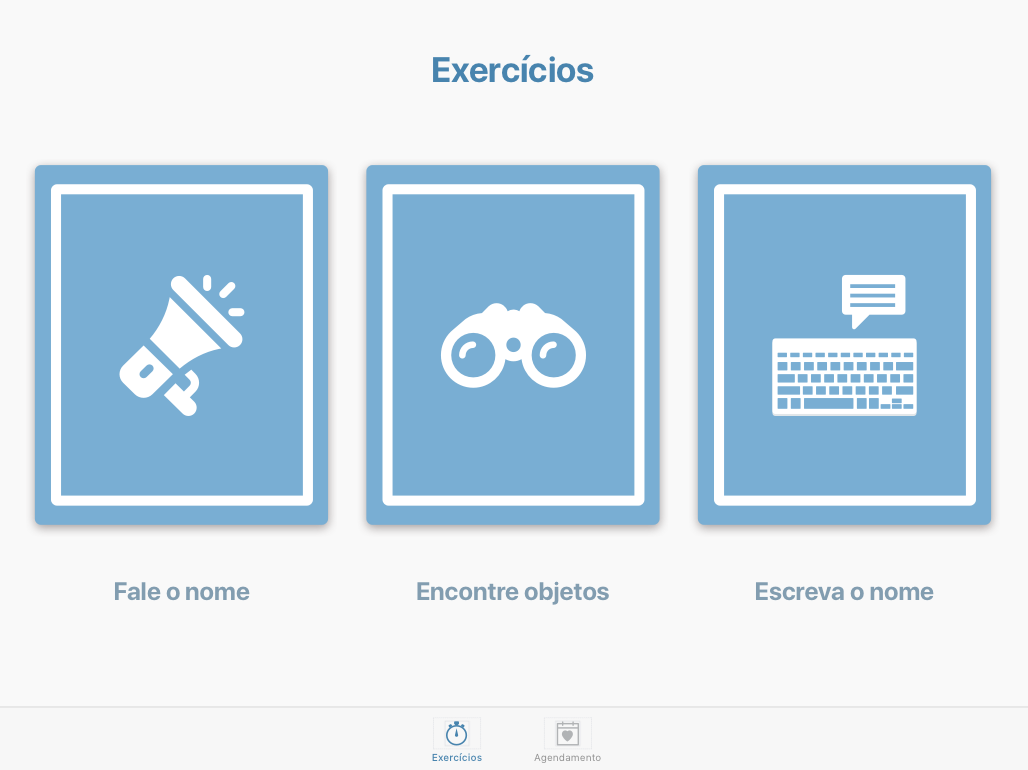 Exercícios
Fale o nome
Encontre objetos
Escreva o nome
Exercícios
Agendamento